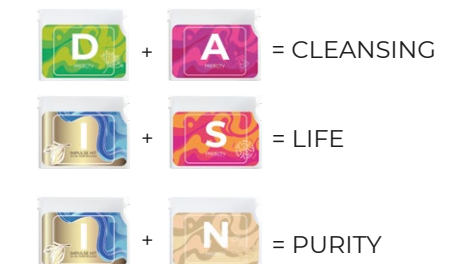 D + A = CLEANSING
I + S = LIFE
I + N = PURITY